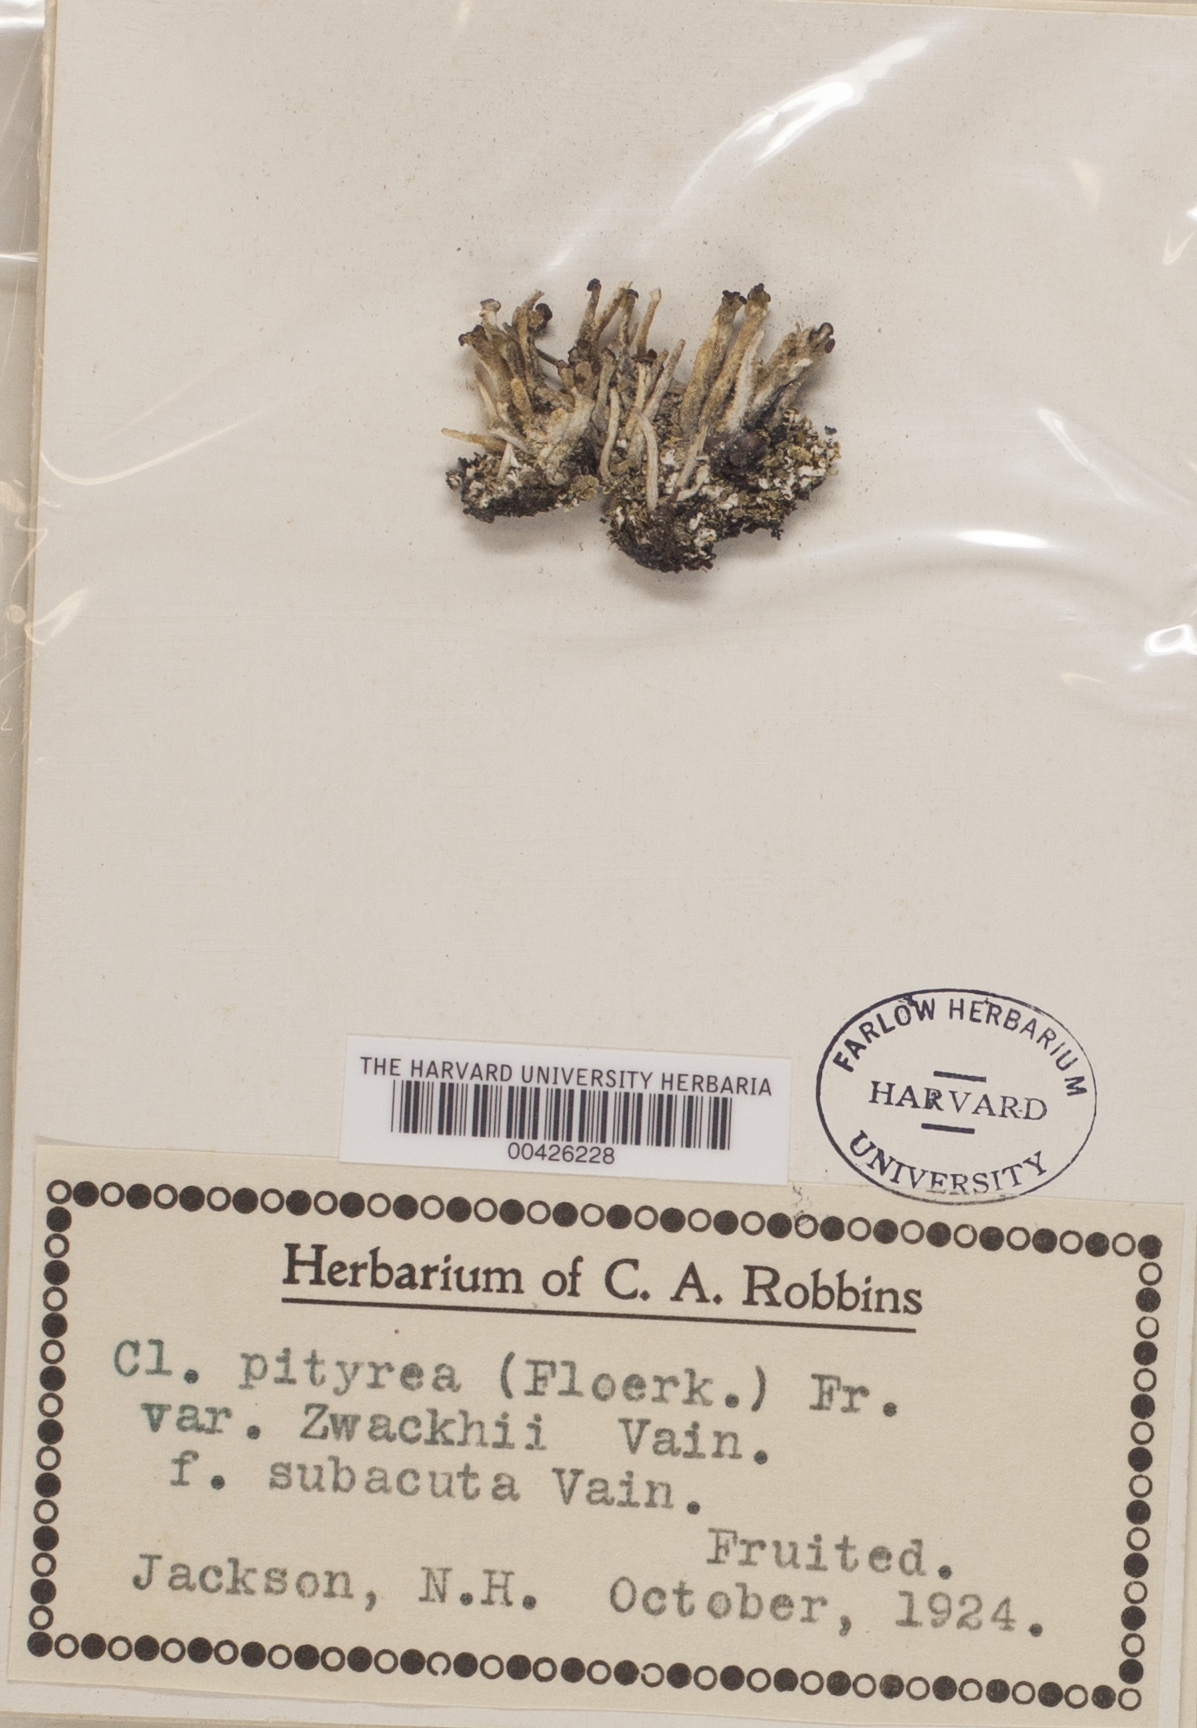 THE HARVARD UNIVERSITY HERBARIA
00426228
FARLOW HERBARIUM
HARVARD
UNIVERSITY
Herbarium of C. A. Robbins
Cl. pityrea (Floerk.) Fr.
var. Zwackhii Vain.
f. subacuta Vain.
Fruited.
Jackson, N.H. October, 1924.